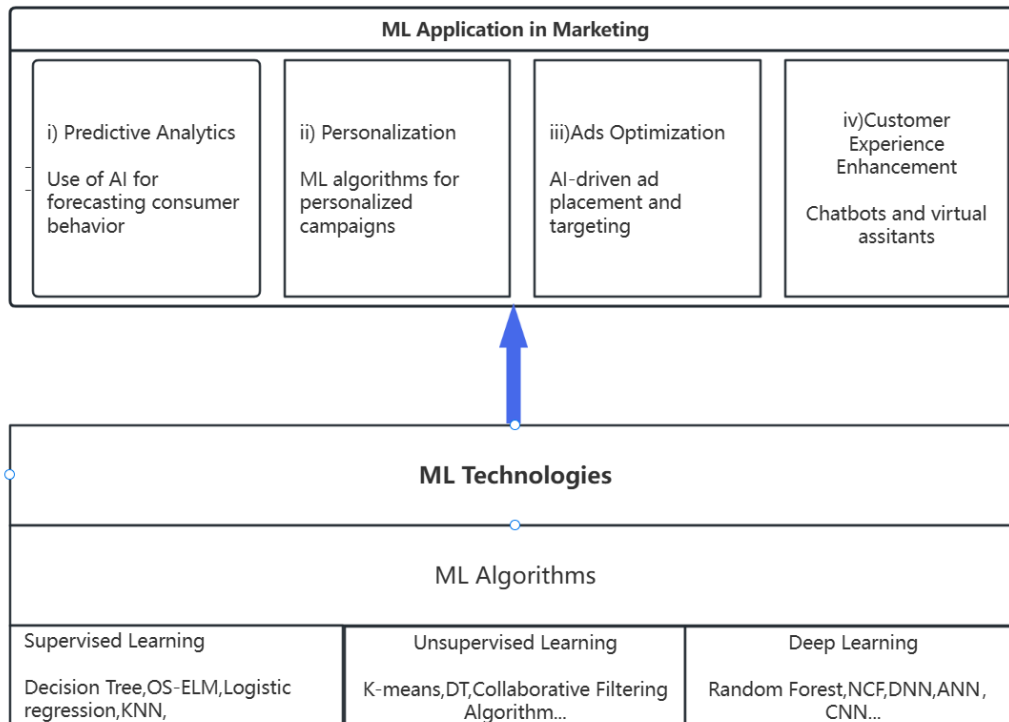 ML Application in Marketing
i) Predictive Analytics
Use of AI for
forecasting consumer
behavior
ii) Personalization
ML algorithms for
personalized
campaigns
iii)Ads Optimization
AI-driven ad
placement and
targeting
iv)Customer
Experience
Enhancement
Chatbots and virtual
assitants
ML Technologies
ML Algorithms
Supervised Learning
Decision Tree,OS-ELM,Logistic
regression,KNN,
Unsupervised Learning
K-means,DT,Collaborative Filtering
Algorithm...
Deep Learning
Random Forest,NCF,DNN,ANN,
CNN...